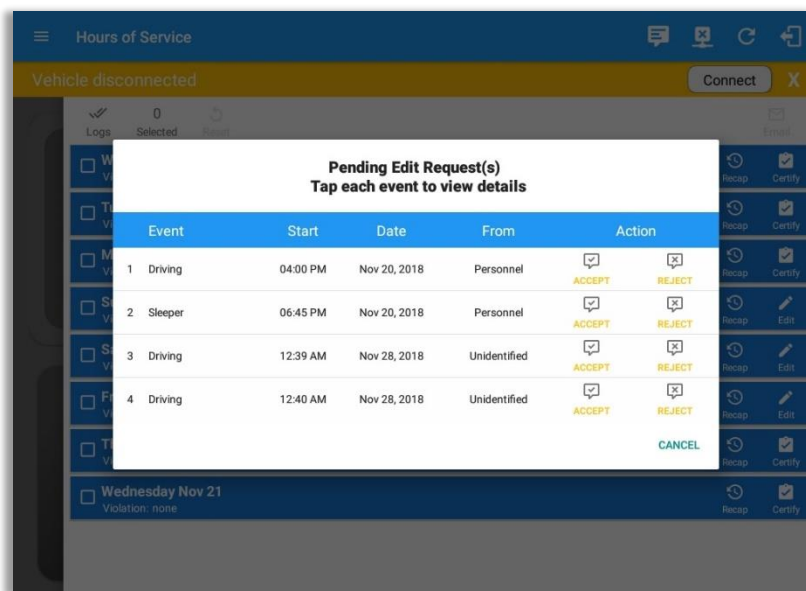 Hours of Service
Vehicle disconnected
Connect
X
Logs
0
Selected
Reset
Email
Pending Edit Request(s)
Tap each event to view details
Event Start Date From Action
1 Driving 04:00 PM Nov 20, 2018 Personnel ACCEPT REJECT
2 Sleeper 06:45 PM Nov 20, 2018 Personnel ACCEPT REJECT
3 Driving 12:39 AM Nov 28, 2018 Unidentified ACCEPT REJECT
4 Driving 12:40 AM Nov 28, 2018 Unidentified ACCEPT REJECT
CANCEL
Recap Certify
Recap Certify
Recap Certify
Recap Edit
Recap Edit
Recap Edit
Recap Certify
Wednesday Nov 21
Violation: none
Recap Certify